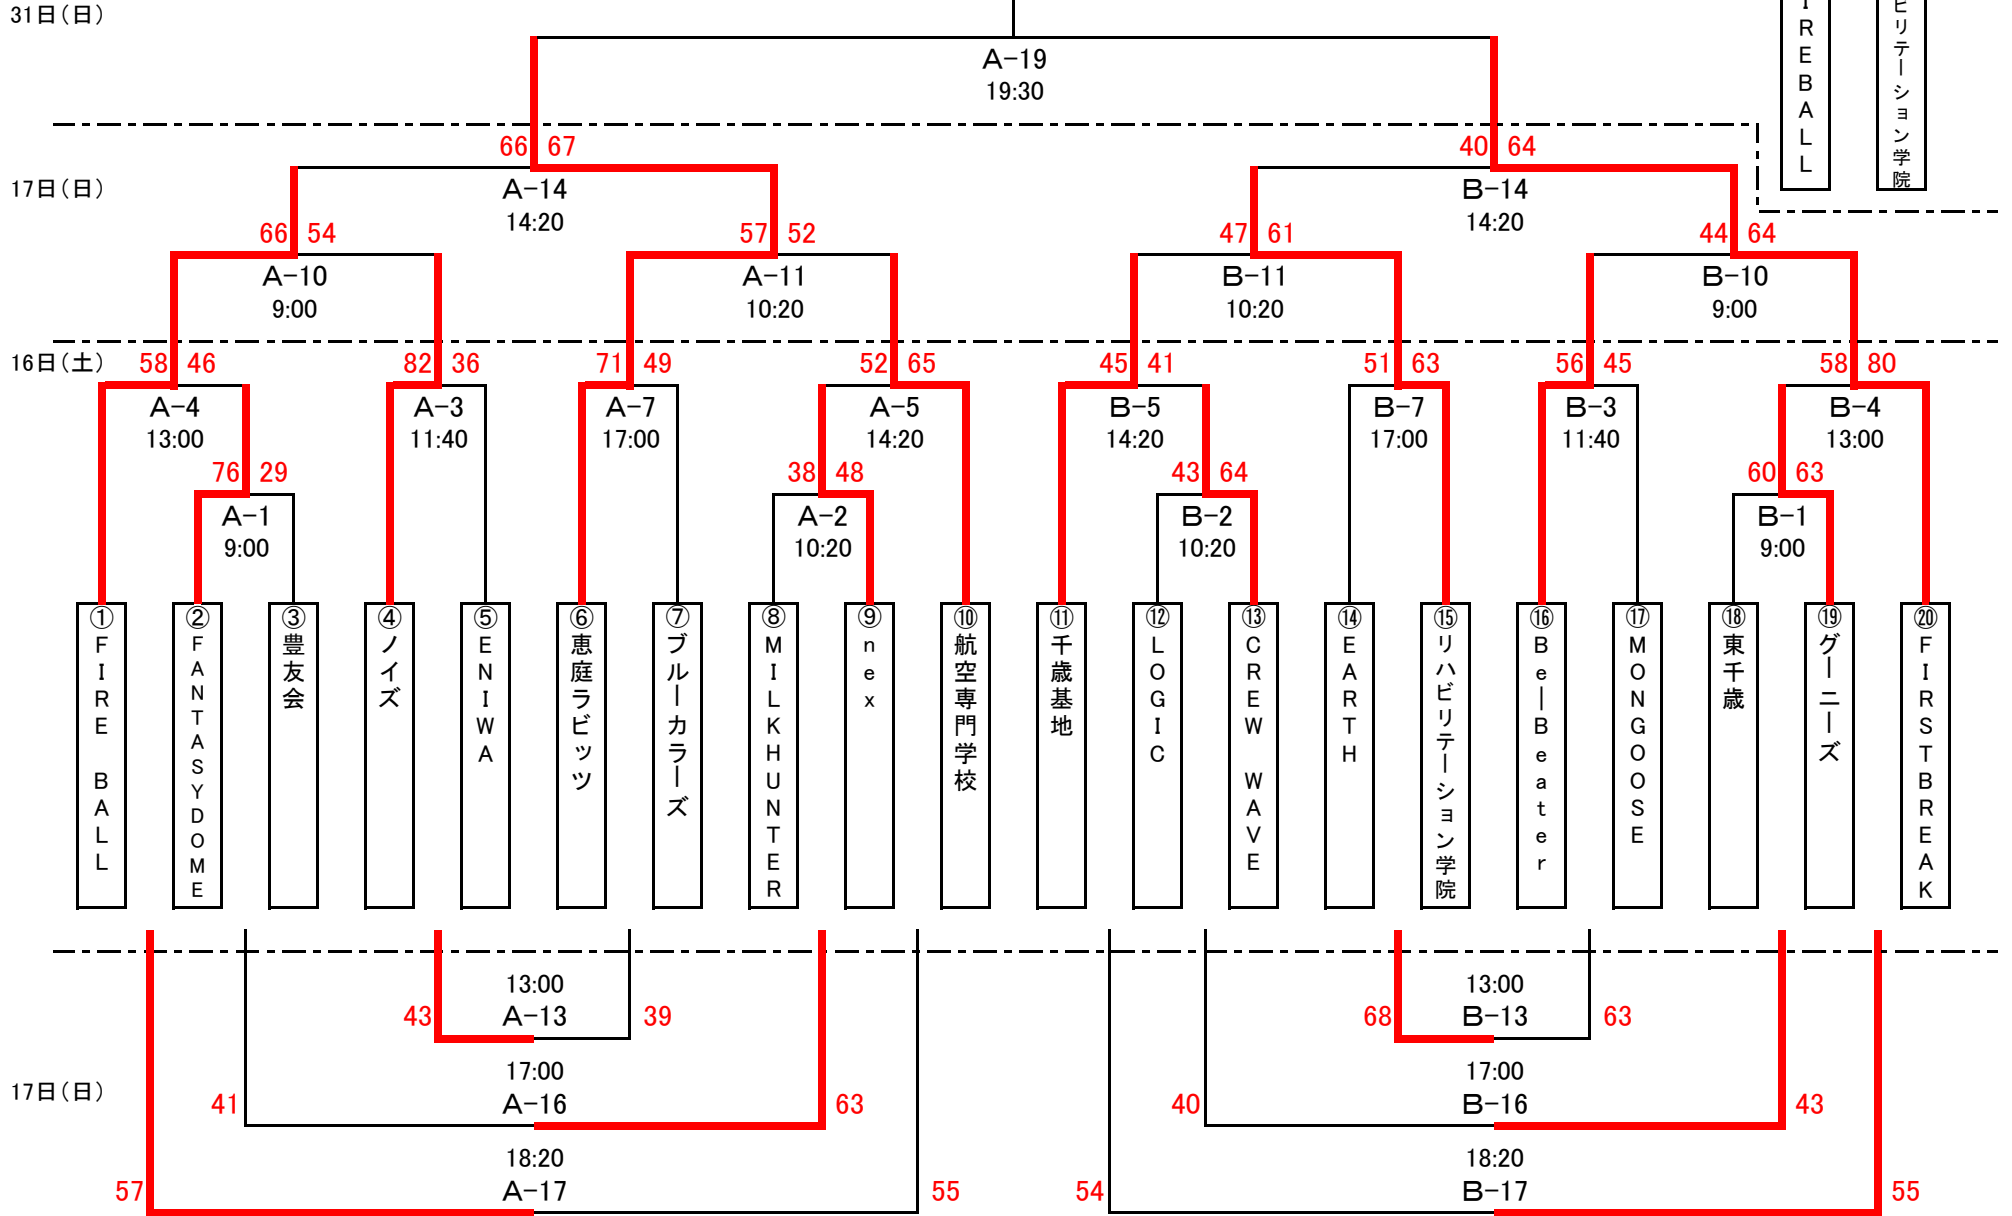 31日（日）
IREBALL
ビリテーション学院
A-19
19:30
66 67
40 64
17日（日）
A-14
14:20
B-14
14:20
66 54
57 52
47 61
44 64
A-10
9:00
A-11
10:20
B-11
10:20
B-10
9:00
16日（土）
58 46
82 36
71 49
52 65
45 41
51 63
56 45
58 80
A-4
13:00
A-3
11:40
A-7
17:00
A-5
14:20
B-5
14:20
B-7
17:00
B-3
11:40
B-4
13:00
76 29
38 48
43 64
60 63
A-1
9:00
A-2
10:20
B-2
10:20
B-1
9:00
①FIRE BALL
②FANTASYDOME
③豊友会
④ノイズ
⑤ENIWA
⑥恵庭ラビッツ
⑦ブルーカラーズ
⑧MILKHUNTER
⑨nex
⑩航空専門学校
⑪千歳基地
⑫LOGIC
⑬CREW WAVE
⑭EARTH
⑮リハビリテーション学院
⑯Be|Beater
⑰MONGOOSE
⑱東千歳
⑲グーニーズ
⑳FIRSTBREAK
13:00
43 A-13 39
13:00
68 B-13 63
17日（日）
17:00
41 A-16 63
17:00
40 B-16 43
18:20
57 A-17 55
18:20
54 B-17 55